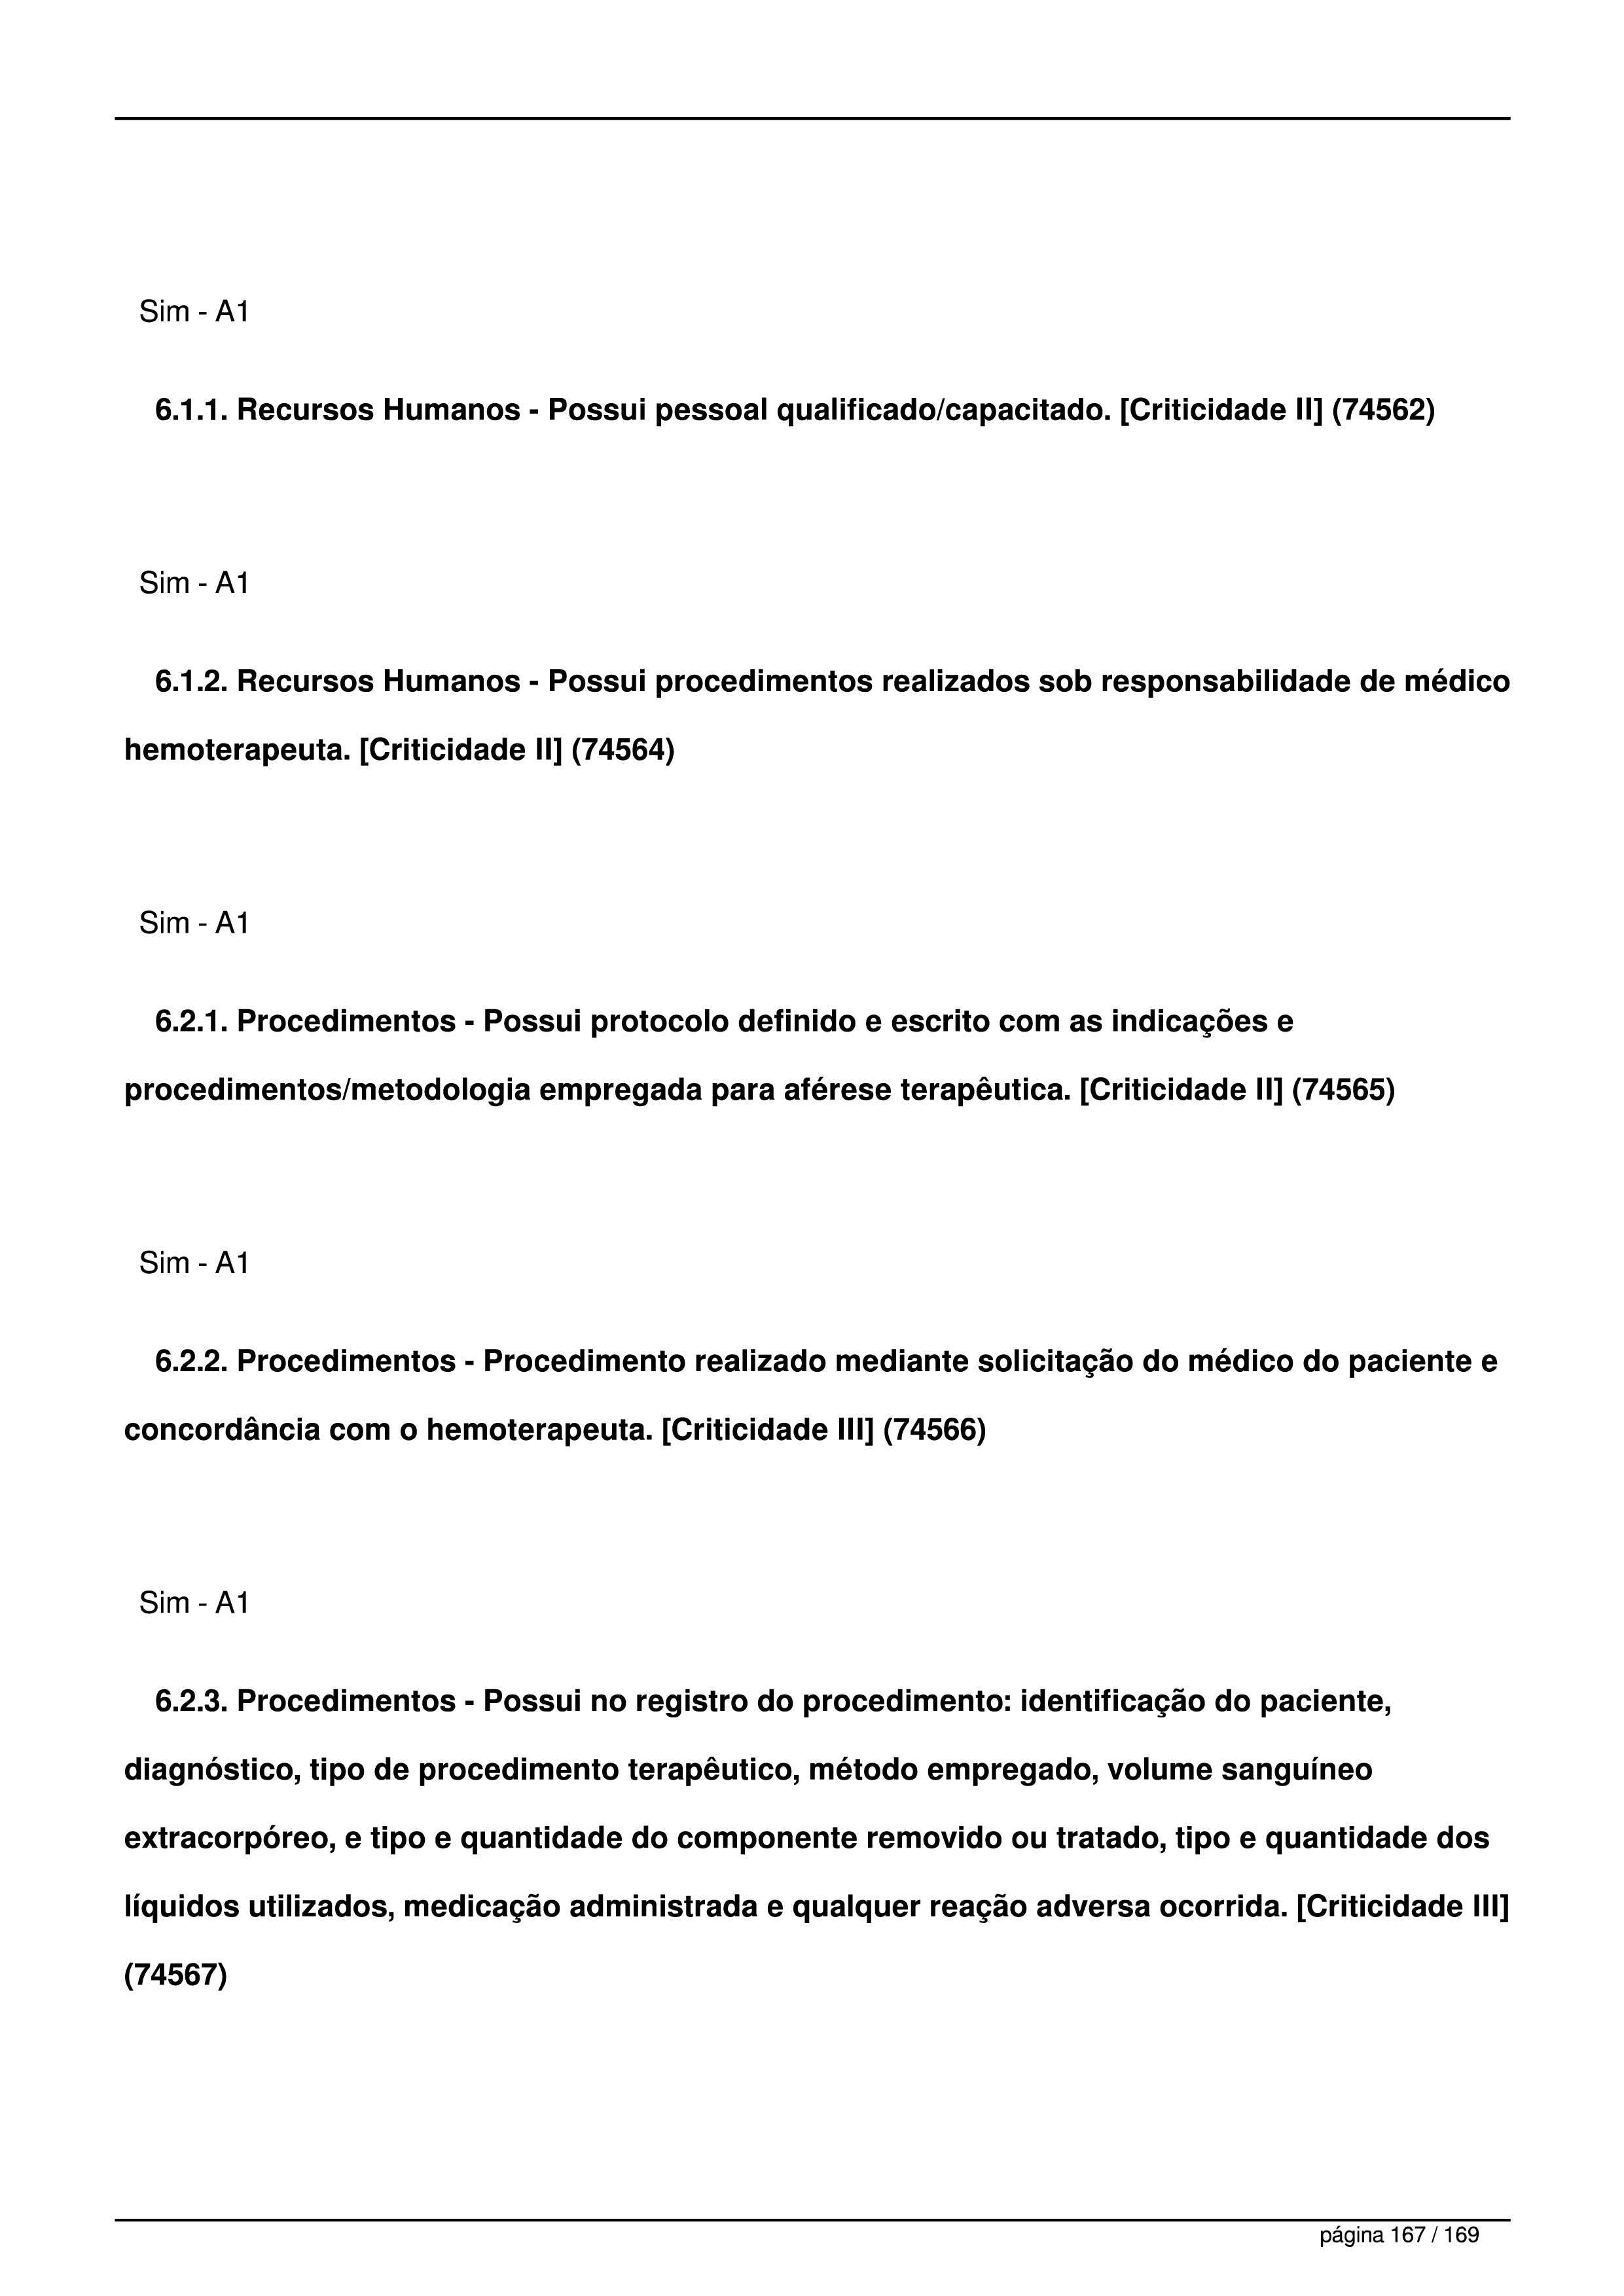 Sim - A1
6.1.1. Recursos Humanos - Possui pessoal qualificado/capacitado. [Criticidade II] (74562)
Sim - A1
6.1.2. Recursos Humanos - Possui procedimentos realizados sob responsabilidade de médico
hemoterapeuta. [Criticidade II] (74564)
Sim - A1
6.2.1. Procedimentos - Possui protocolo definido e escrito com as indicações e
procedimentos/metodologia empregada para aférese terapêutica. [Criticidade II] (74565)
Sim - A1
6.2.2. Procedimentos - Procedimento realizado mediante solicitação do médico do paciente e
concordância com o hemoterapeuta. [Criticidade III] (74566)
Sim - A1
6.2.3. Procedimentos - Possui no registro do procedimento: identificação do paciente,
diagnóstico, tipo de procedimento terapêutico, método empregado, volume sanguíneo
extracorpóreo, e tipo e quantidade do componente removido ou tratado, tipo e quantidade dos
líquidos utilizados, medicação administrada e qualquer reação adversa ocorrida. [Criticidade III]
(74567)
página 167 / 169